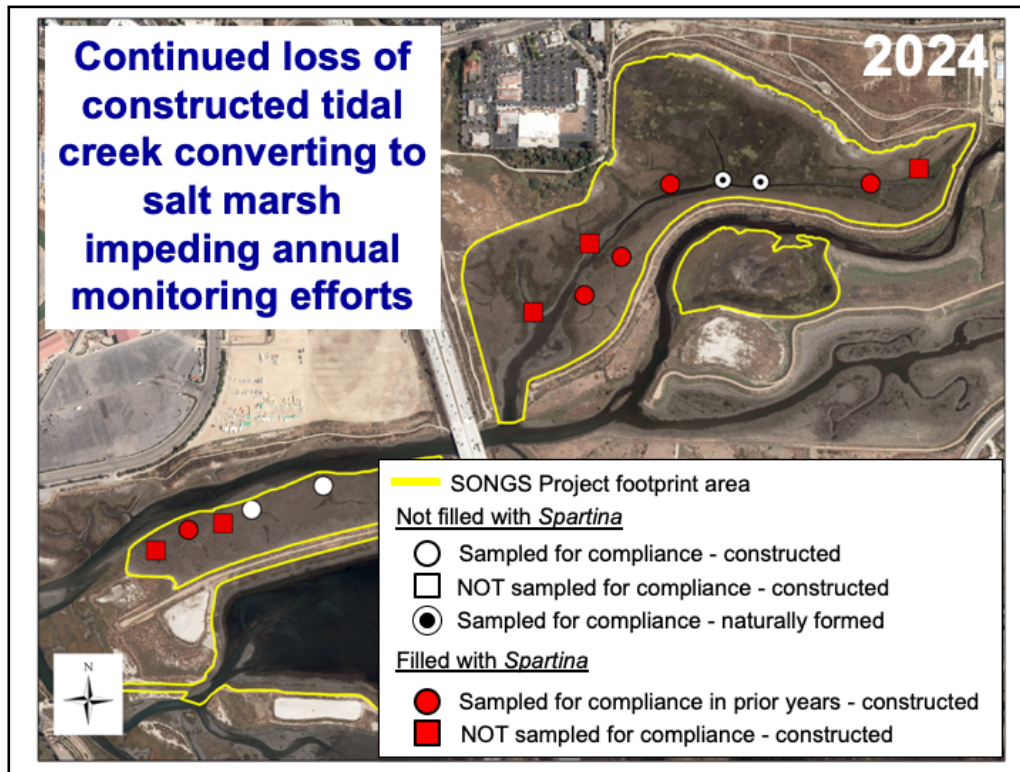 Continued loss of
constructed tidal
creek converting to
salt marsh
impeding annual
monitoring efforts
2024
SONGS Project footprint area
Not filled with Spartina
Sampled for compliance - constructed
NOT sampled for compliance - constructed
Sampled for compliance - naturally formed
Filled with Spartina
Sampled for compliance in prior years - constructed
NOT sampled for compliance - constructed
N